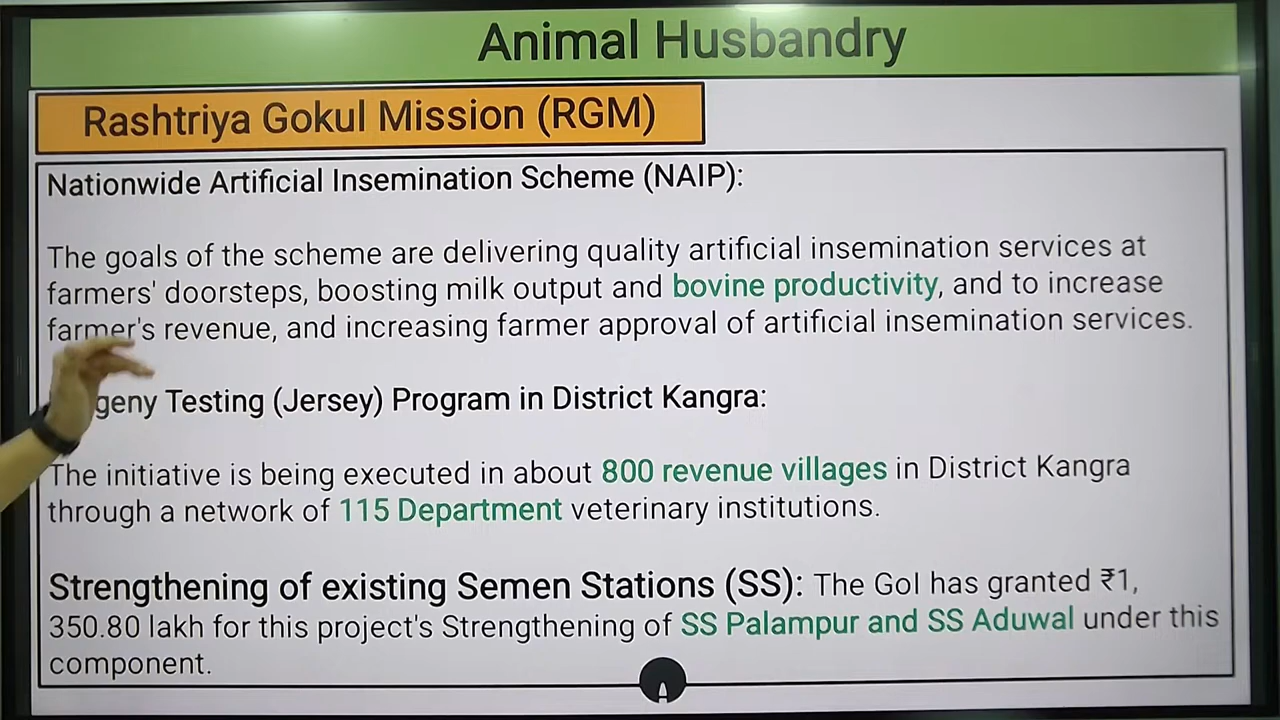 Animal Husbandry
Rashtriya Gokul Mission (RGM)
Nationwide Artificial Insemination Scheme (NAIP):
The goals of the scheme are delivering quality artificial insemination services at
farmers' doorsteps, boosting milk output and bovine productivity, and to increase
farmer's revenue, and increasing farmer approval of artificial insemination services.
Testing (Jersey) Program in District Kangra:
The initiative is being executed in about 800 revenue villages in District Kangra
through a network of 115 Department veterinary institutions.
Strengthening of existing Semen Stations (SS): The GoI has granted ₹1,
350.80 lakh for this project's Strengthening of SS Palampur and SS Aduwal under this
component.